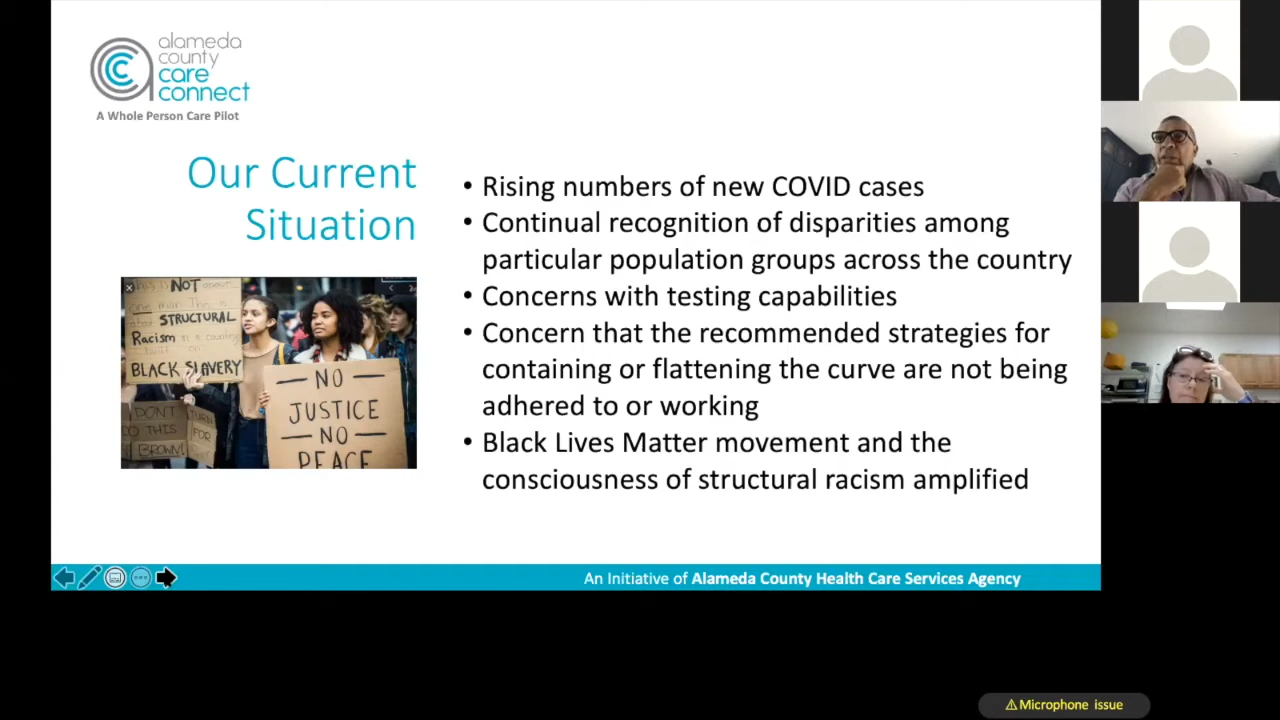 alameda
county
care
connect
A Whole Person Care Pilot
Our Current
Situation
• Rising numbers of new COVID cases
• Continual recognition of disparities among
particular population groups across the country
• Concerns with testing capabilities
• Concern that the recommended strategies for
containing or flattening the curve are not being
adhered to or working
• Black Lives Matter movement and the
consciousness of structural racism amplified
NOT
STRUCTURAL
Racism
BLACK SLAVERY
DON'T
THIS
FOR
— NO —
JUSTICE
— NO —
PEACE
An Initiative of Alameda County Health Care Services Agency
⚠Microphone issue